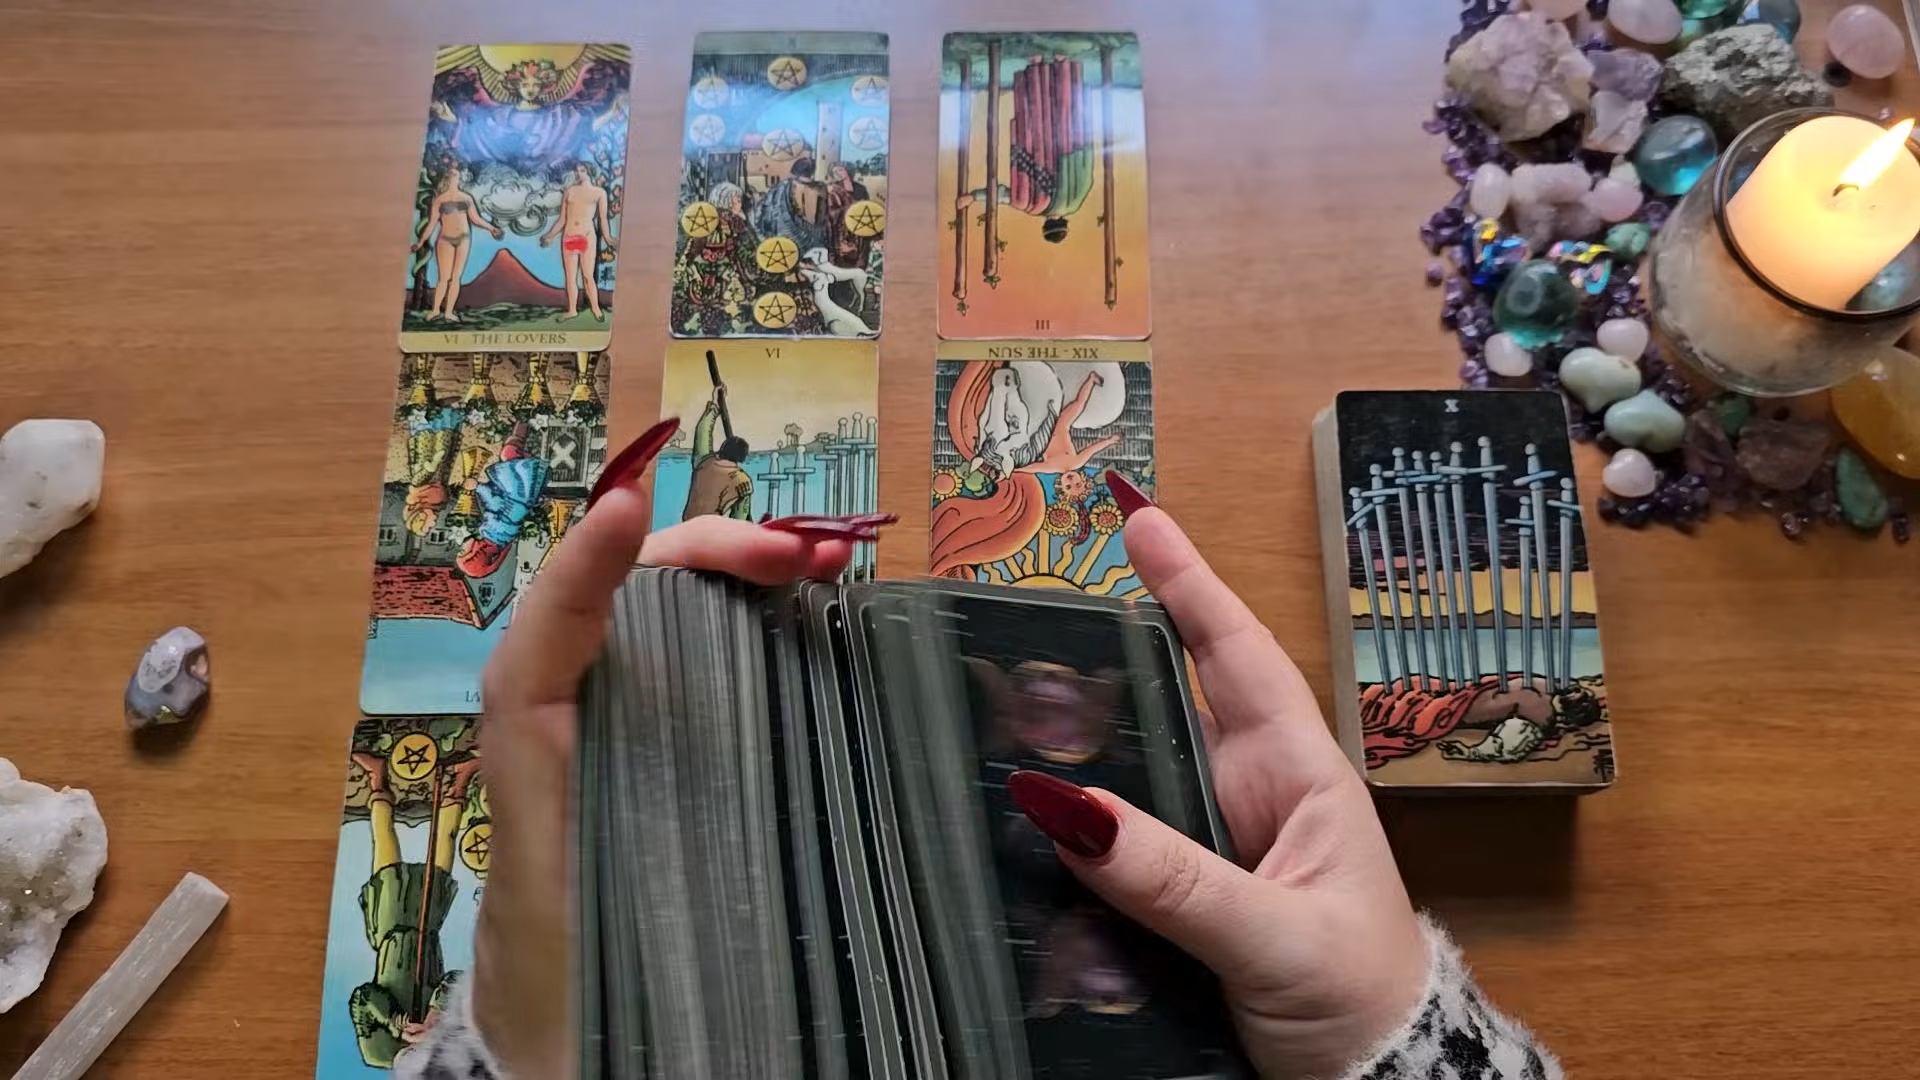 III
VI THE LOVERS
VI
XIX - THE SUN
X